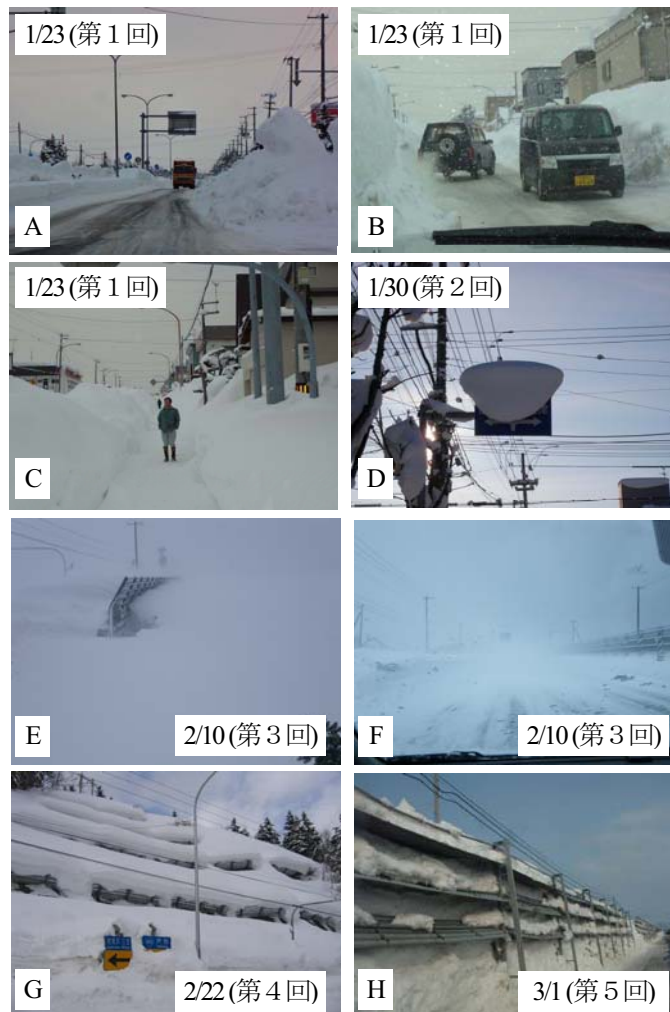 1/23 (第１回)
A
1/23 (第１回)
B
1/23 (第１回)
C
1/30 (第２回)
D
E
2/10 (第３回)
F
2/10 (第３回)
G
2/22 (第４回)
H
3/1 (第５回)